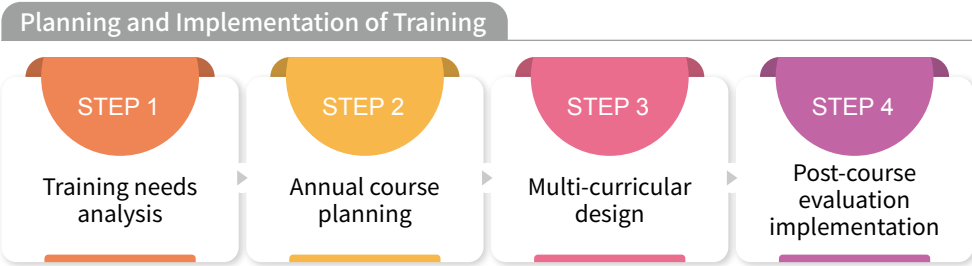 Planning and Implementation of Training
STEP 1
Training needs
analysis
STEP 2
Annual course
planning
STEP 3
Multi-curricular
design
STEP 4
Post-course
evaluation
implementation